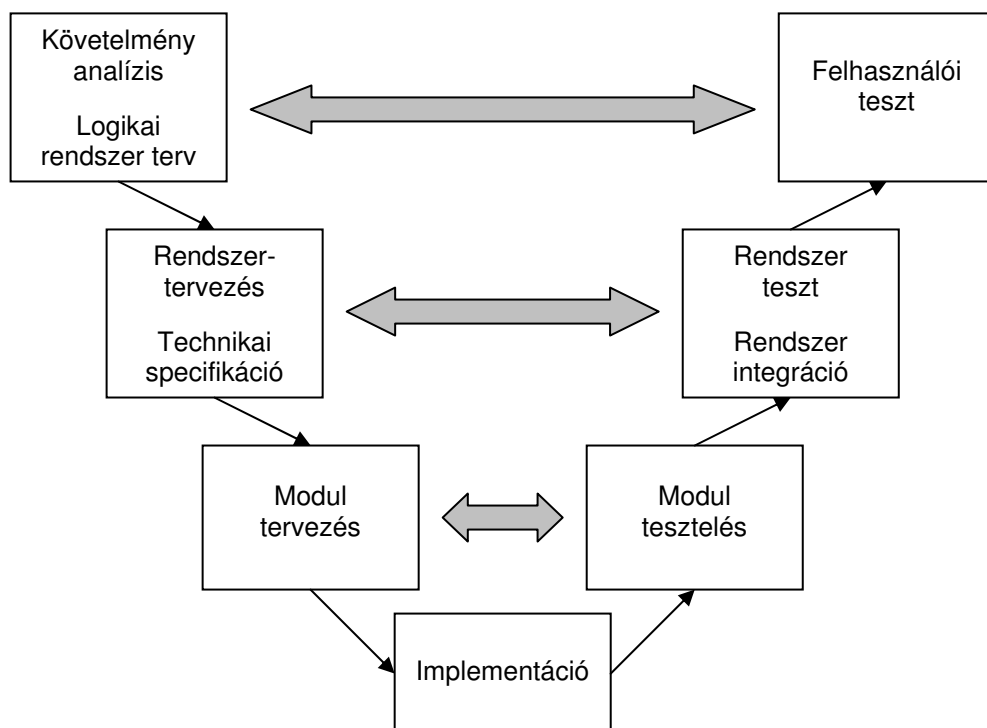 Követelmény
analízis
Logikai
rendszer terv
Felhasználói
teszt
Rendszer-
tervezés
Technikai
specifikáció
Rendszer
teszt
Rendszer
integráció
Modul
tervezés
Modul
tesztelés
Implementáció